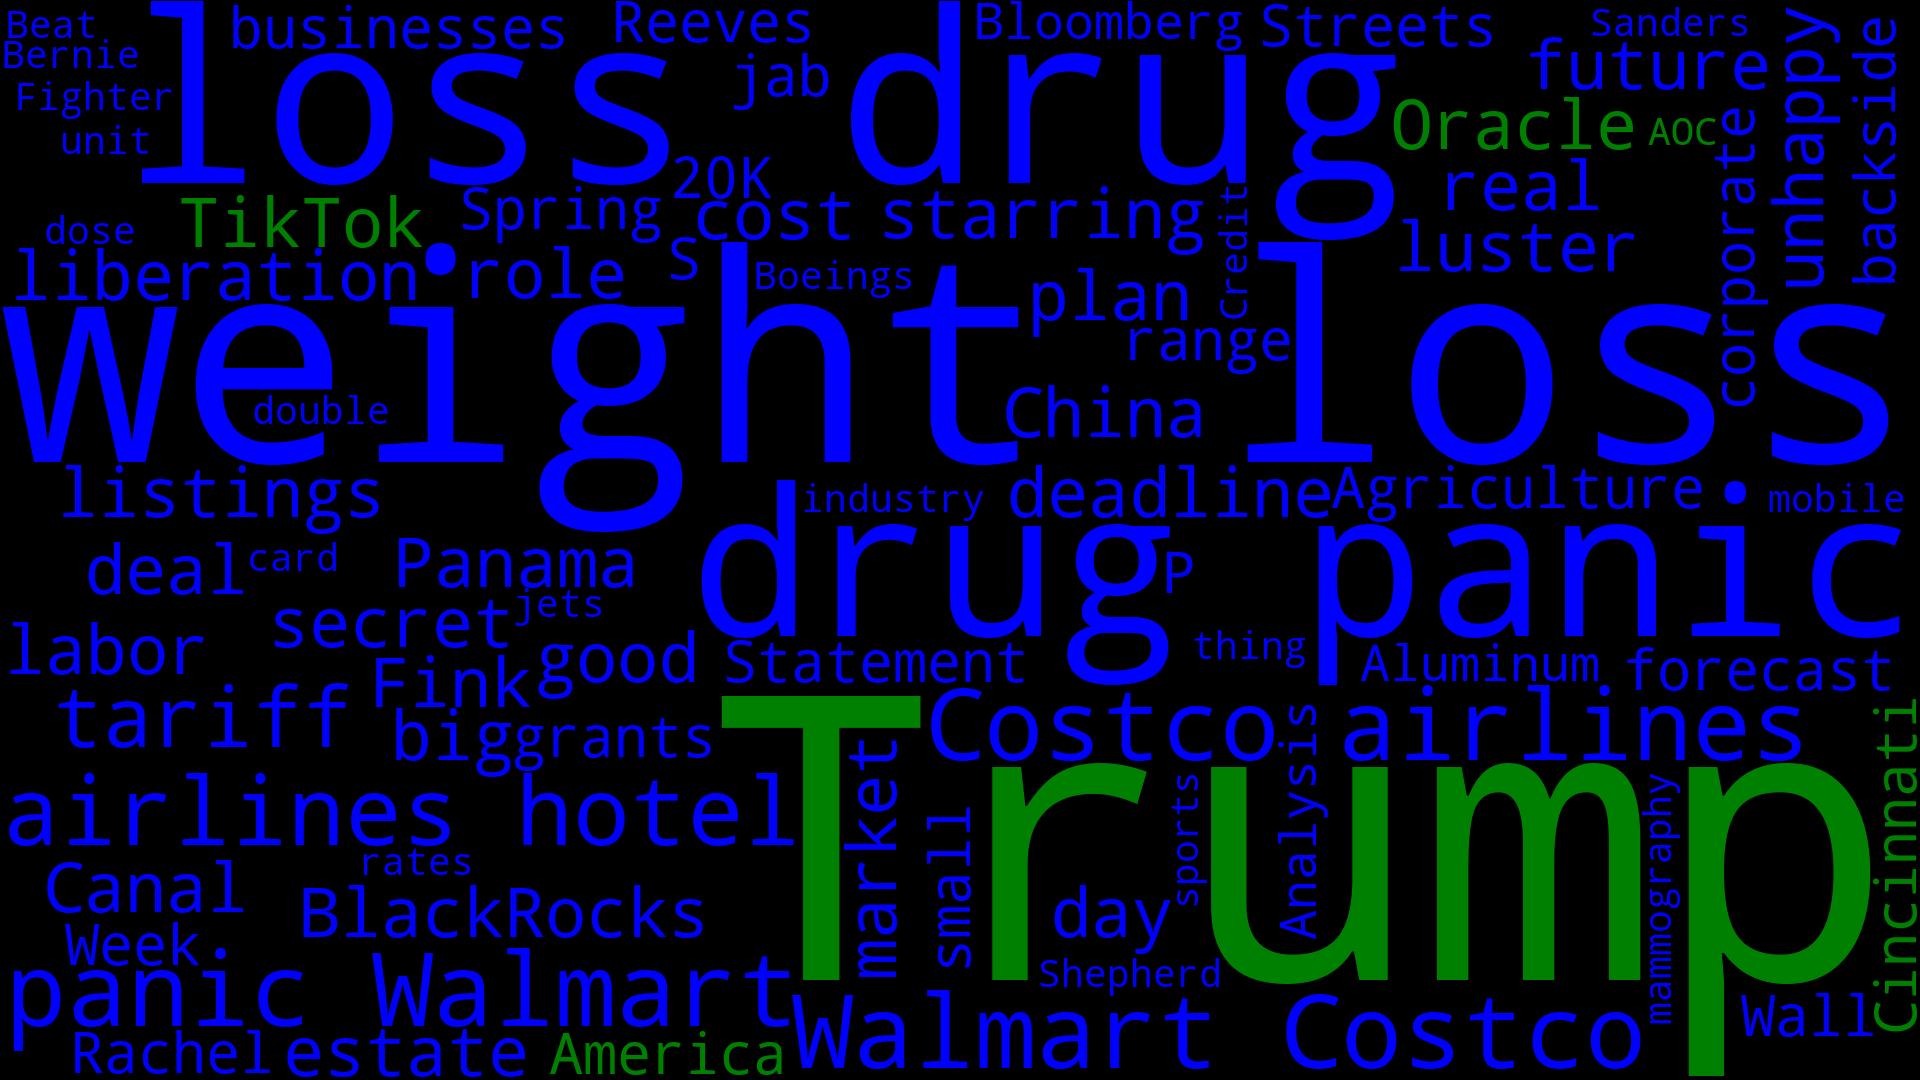 Beat
Bernie
Fighter
unit
businesses
Reeves
Bloomberg
Streets
Sanders
future
unhappy
backside
loss drug
jab
Oracle
AOC
20K
real
corporate
TikTok
Spring
cost
starring
Credit
luster
dose
liberation
role
S
Boeings
plan
range
weight loss
double
China
listings
industry
deadline
Agriculture
mobile
deal
card
Panama
drug panic
P
secret
jets
labor
good
Statement
thing
Aluminum
forecast
Fink
tariff
big
grants
Trump
Costco airlines
market
small
sports
Analysis
mammography
Cincinnati
airlines hotel
rates
Canal
BlackRocks
day
Week
Shepherd
panic Walmart
Walmart Costco
Wall
Rachel
estate
America